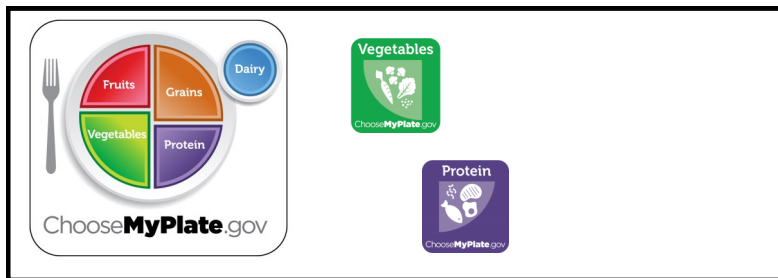 Fruits
Grains
Dairy
Vegetables
Protein
ChooseMyPlate.gov
Vegetables
ChooseMyPlate.gov
Protein
ChooseMyPlate.gov